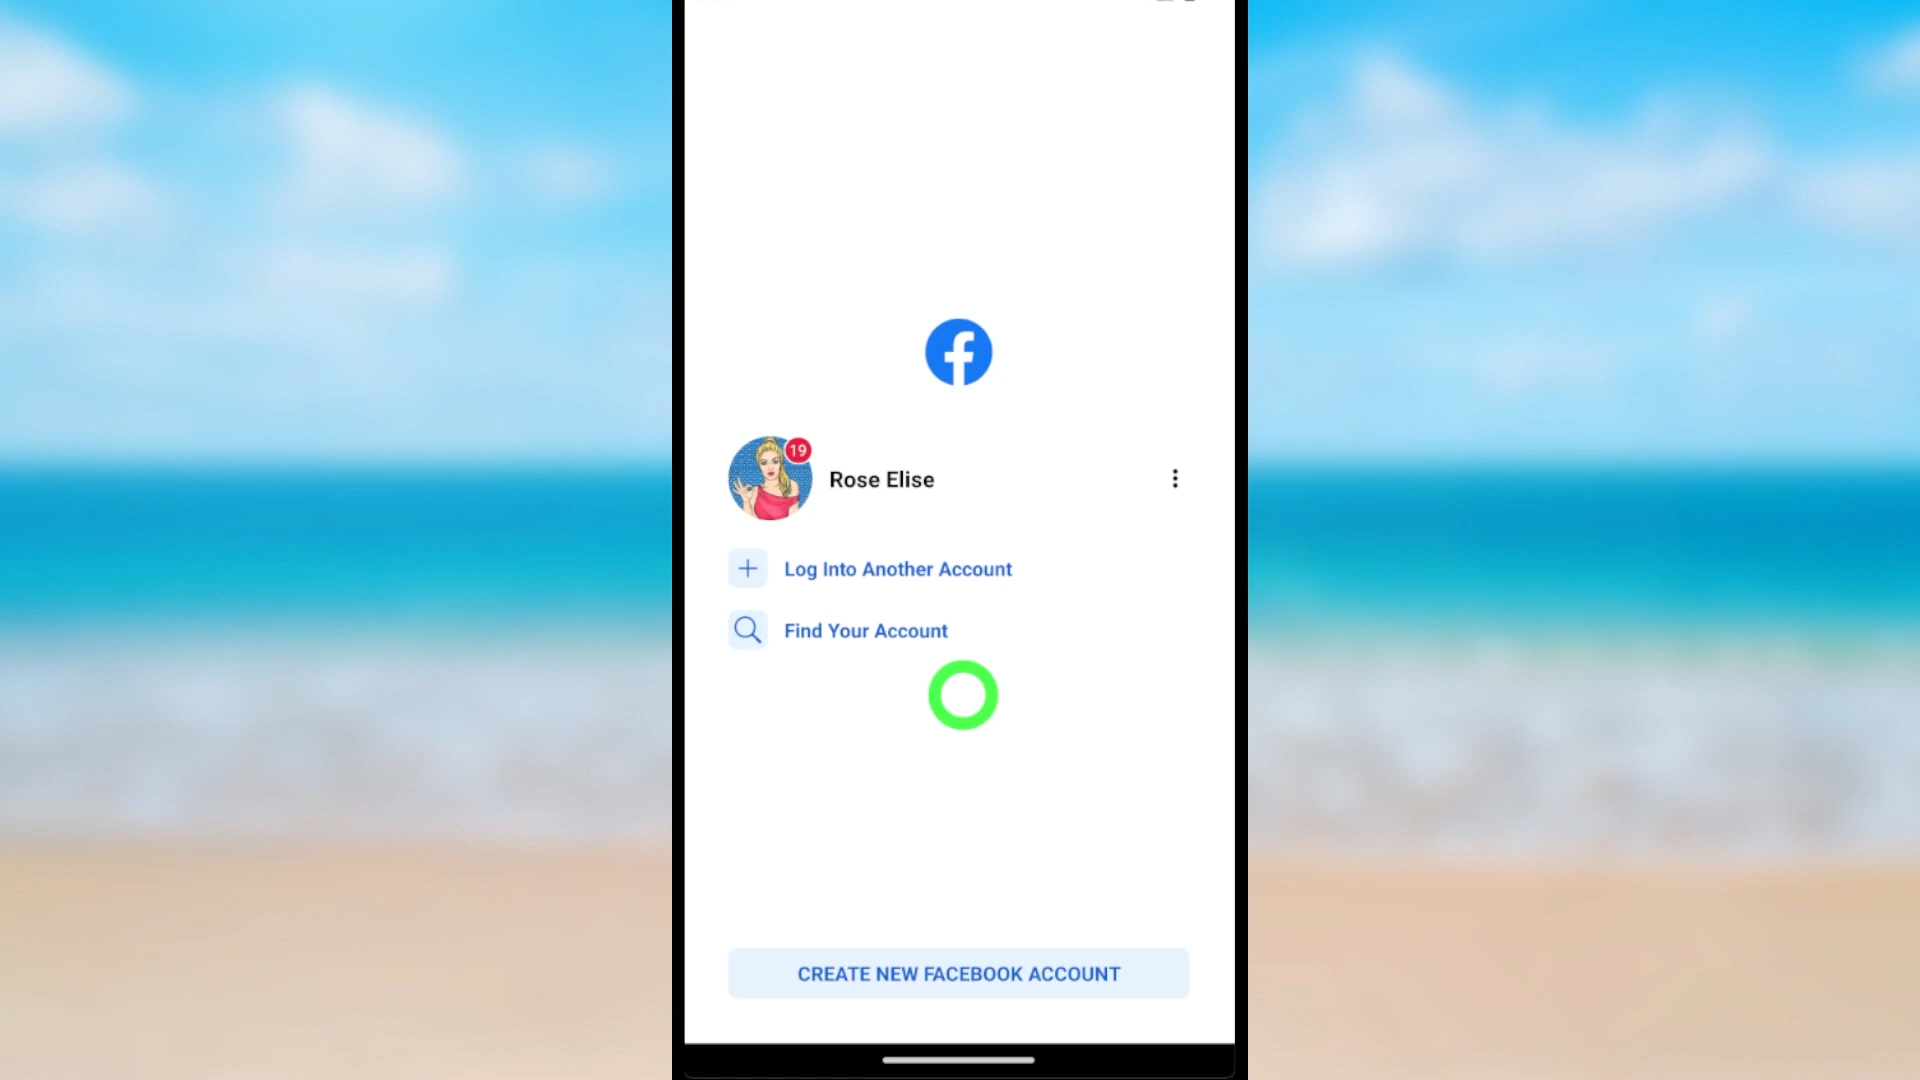 19
Rose Elise
Log Into Another Account
Find Your Account
CREATE NEW FACEBOOK ACCOUNT